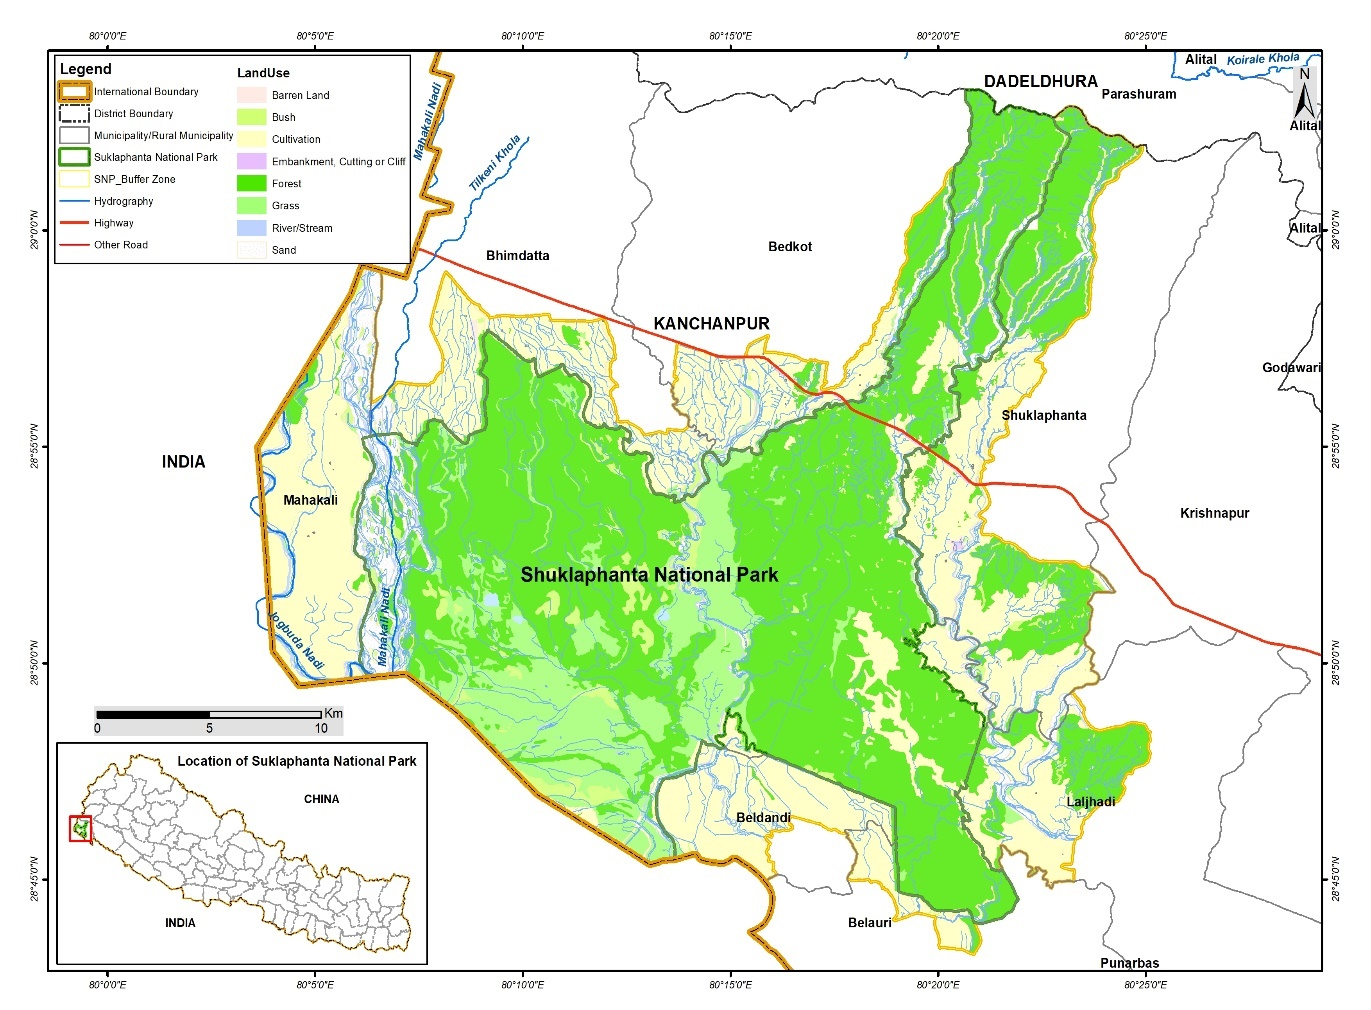 80°0'0"E 80°5'0"E 80°10'0"E 80°15'0"E 80°20'0"E 80°25'0"E
Legend
International Boundary
District Boundary
Municipality/Rural Municipality
Suklaphanta National Park
SNP_Buffer Zone
Hydrography
Highway
Other Road
LandUse
Barren Land
Bush
Cultivation
Embankment, Cutting or Cliff
Forest
Grass
River/Stream
Sand
Mahakali Nadi
Tilkeni Khola
Alital
Koirale Khola
N
DADELDHURA
Parashuram
Alital
29°0'0"N
Alital
29°0'0"N
Bhimdatta
Bedkot
KANCHANPUR
Godawari
Shuklaphanta
28°55'0"N
INDIA
28°55'0"N
Mahakali
Krishnapur
Shuklaphanta National Park
Mahakali Nadi
Jogbuda Nadi
28°50'0"N
28°50'0"N
Km
0 5 10
Location of Suklaphanta National Park
CHINA
INDIA
Laljhadi
Beldandi
28°45'0"N
28°45'0"N
Belauri
Punarbas
80°0'0"E 80°5'0"E 80°10'0"E 80°15'0"E 80°20'0"E 80°25'0"E